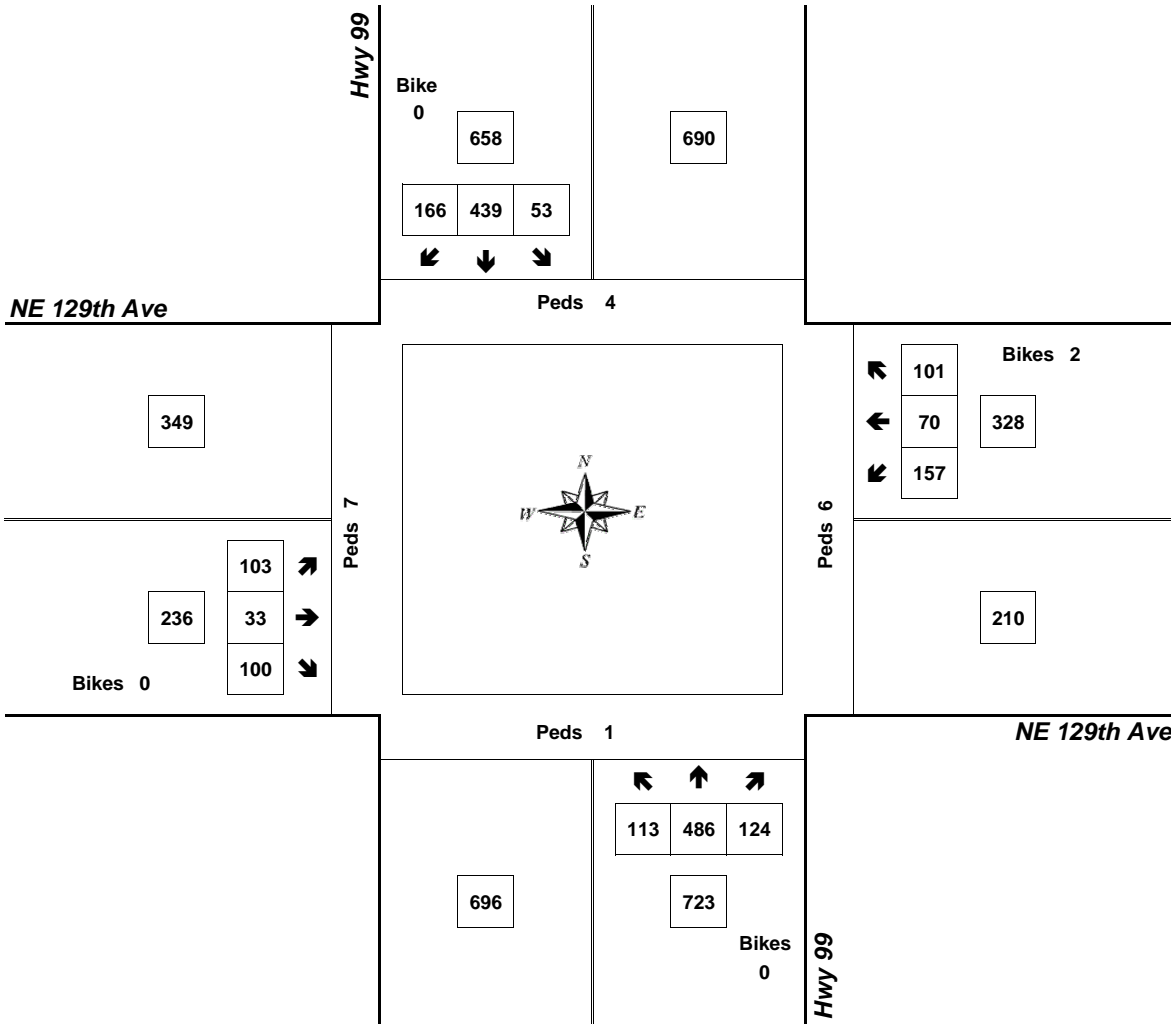 Hwy 99
Bike
0
658
690
166 439 53
NE 129th Ave
Peds 4
101
Bikes 2
349
70
328
157
N
W E
S
Peds 7
Peds 6
103
236
33
210
100
Bikes 0
Peds 1
NE 129th Ave
113 486 124
696
723
Bikes
0
Hwy 99